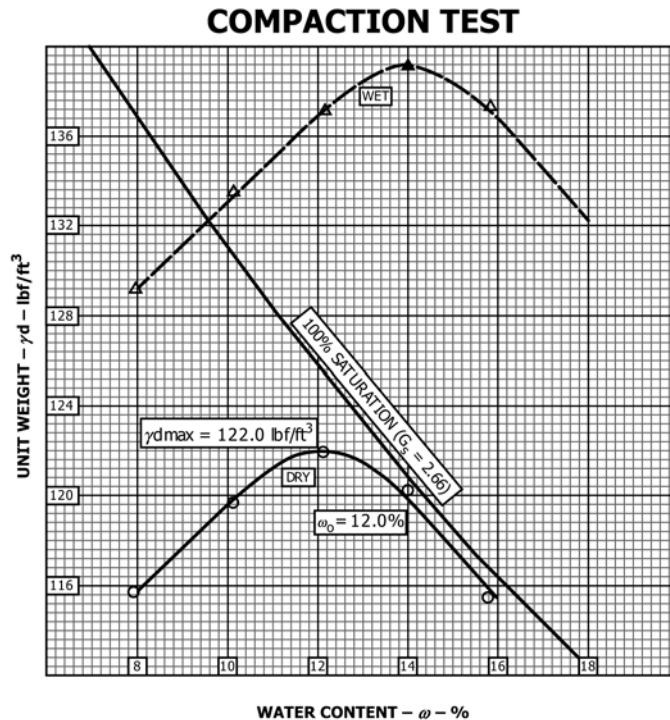 COMPACTION TEST
WET
136
132
128
100% SATURATION (Gs = 2.66)
124
γdmax = 122.0 lbf/ft³
DRY
120
ωo = 12.0%
116
8 10 12 14 16 18
UNIT WEIGHT – γd – lbf/ft³
WATER CONTENT – ω – %